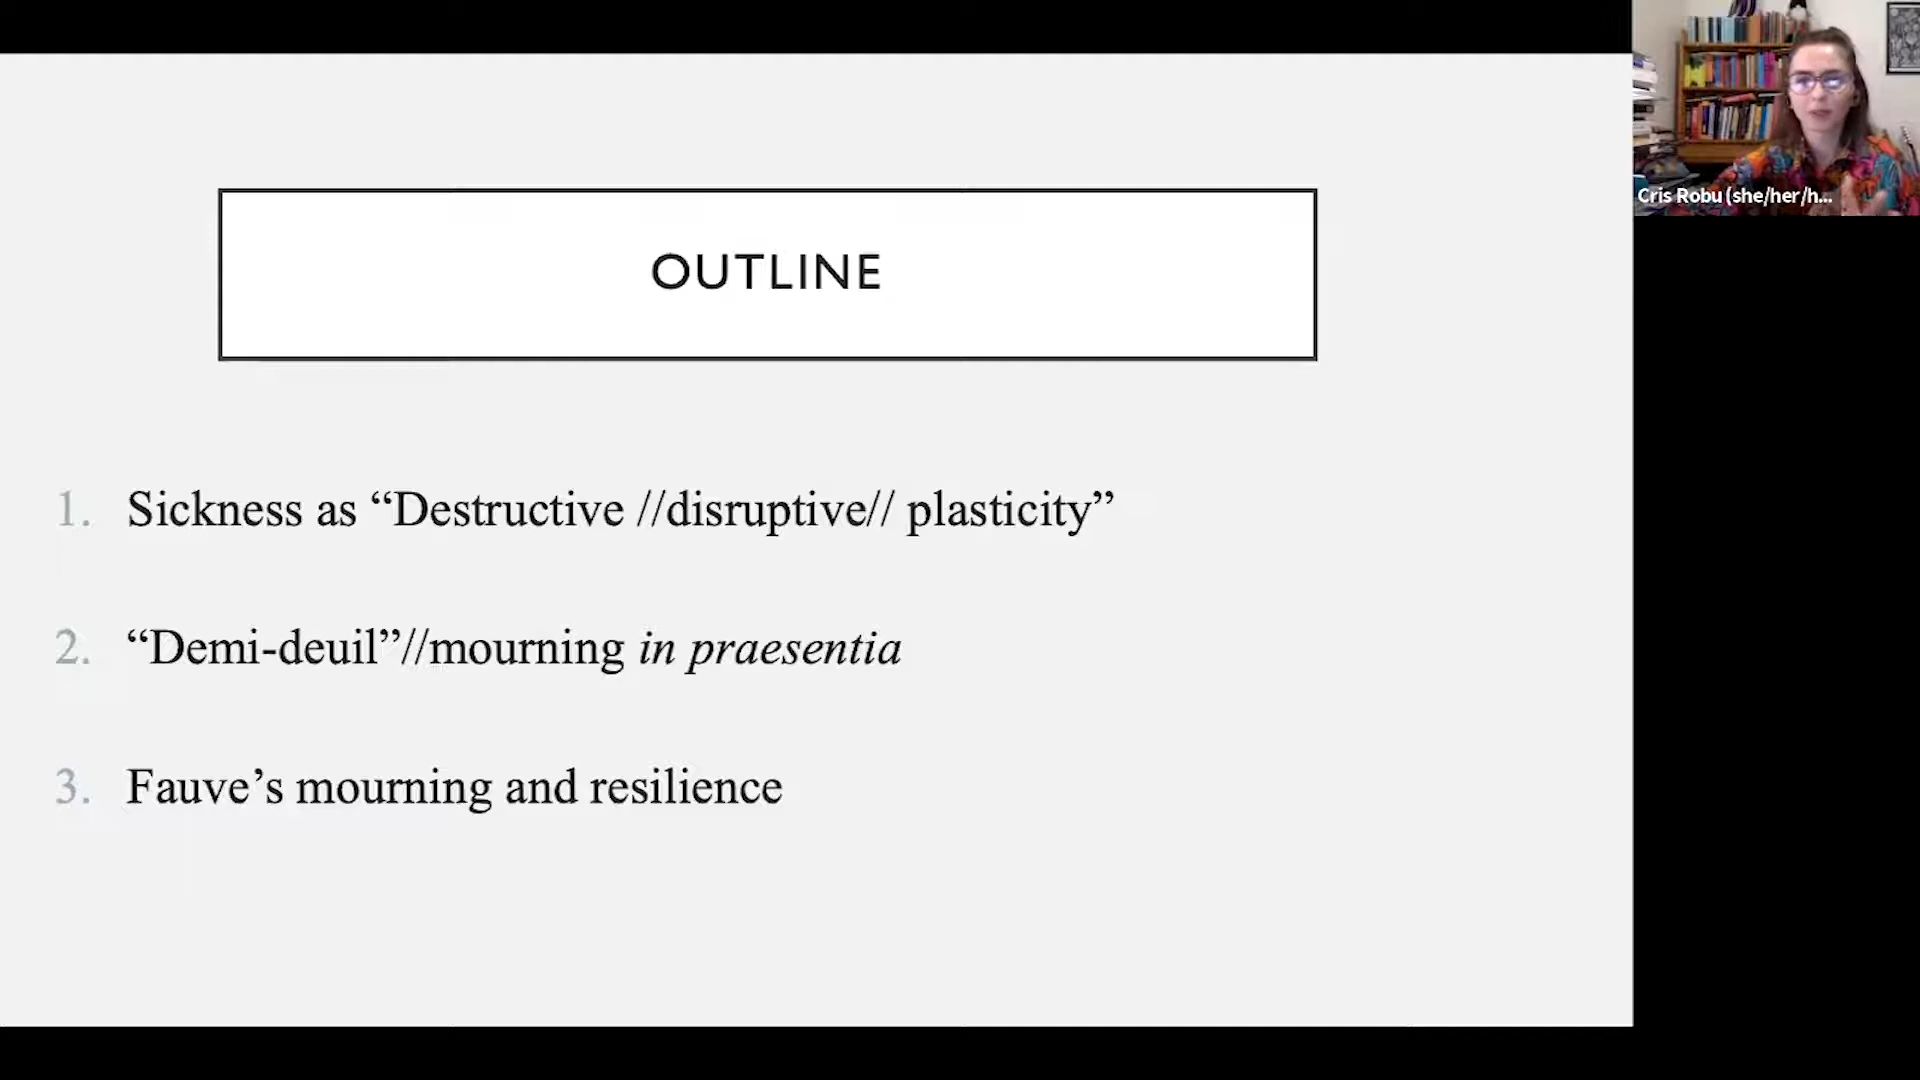 OUTLINE
1. Sickness as “Destructive //disruptive// plasticity”
2. “Demi-deuil”//mourning in praesentia
3. Fauve’s mourning and resilience
Cris Robu (she/her/h...